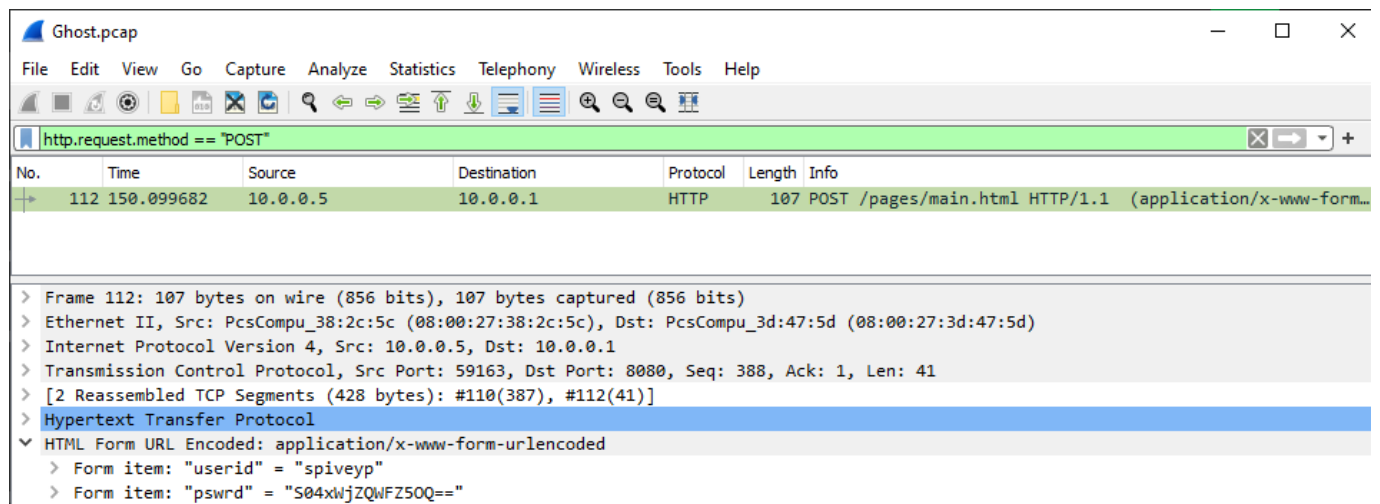 Ghost.pcap
File Edit View Go Capture Analyze Statistics Telephony Wireless Tools Help
http.request.method == "POST"
No. Time Source Destination Protocol Length Info
112 150.099682 10.0.0.5 10.0.0.1 HTTP 107 POST /pages/main.html HTTP/1.1 (application/x-www-form…
> Frame 112: 107 bytes on wire (856 bits), 107 bytes captured (856 bits)
> Ethernet II, Src: PcsCompu_38:2c:5c (08:00:27:38:2c:5c), Dst: PcsCompu_3d:47:5d (08:00:27:3d:47:5d)
> Internet Protocol Version 4, Src: 10.0.0.5, Dst: 10.0.0.1
> Transmission Control Protocol, Src Port: 59163, Dst Port: 8080, Seq: 388, Ack: 1, Len: 41
> [2 Reassembled TCP Segments (428 bytes): #110(387), #112(41)]
> Hypertext Transfer Protocol
HTML Form URL Encoded: application/x-www-form-urlencoded
> Form item: "userid" = "spiveyp"
> Form item: "pswrd" = "S04xWjZQWFZ5OQ=="